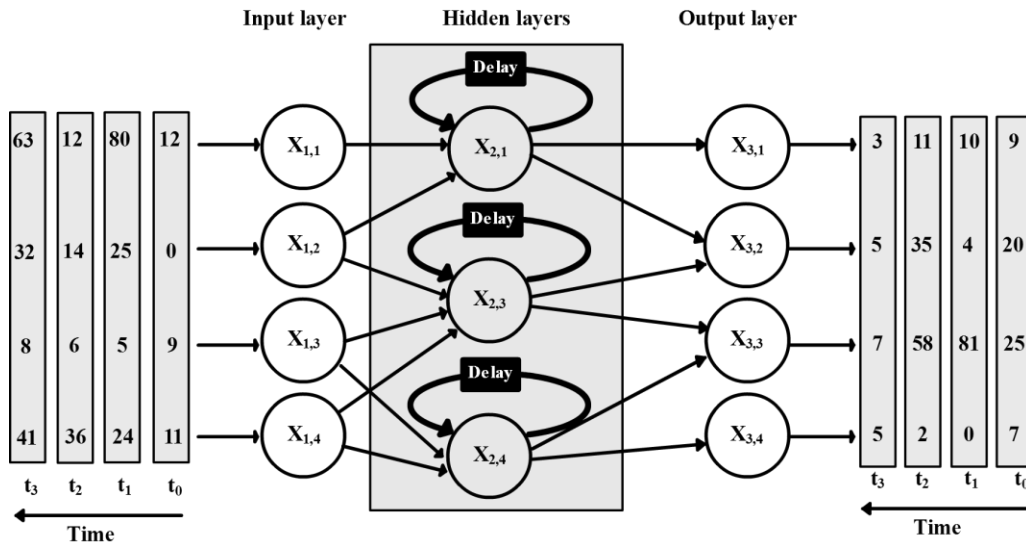 Input layer Hidden layers Output layer
Delay
63 12 80 12 X1,1 X2,1 X3,1 3 11 10 9
Delay
32 14 25 0 X1,2 X3,2 5 35 4 20
X2,3
8 6 5 9 X1,3 X3,3 7 58 81 25
Delay
41 36 24 11 X1,4 X2,4 X3,4 5 2 0 7
t3 t2 t1 t0 t3 t2 t1 t0
Time Time